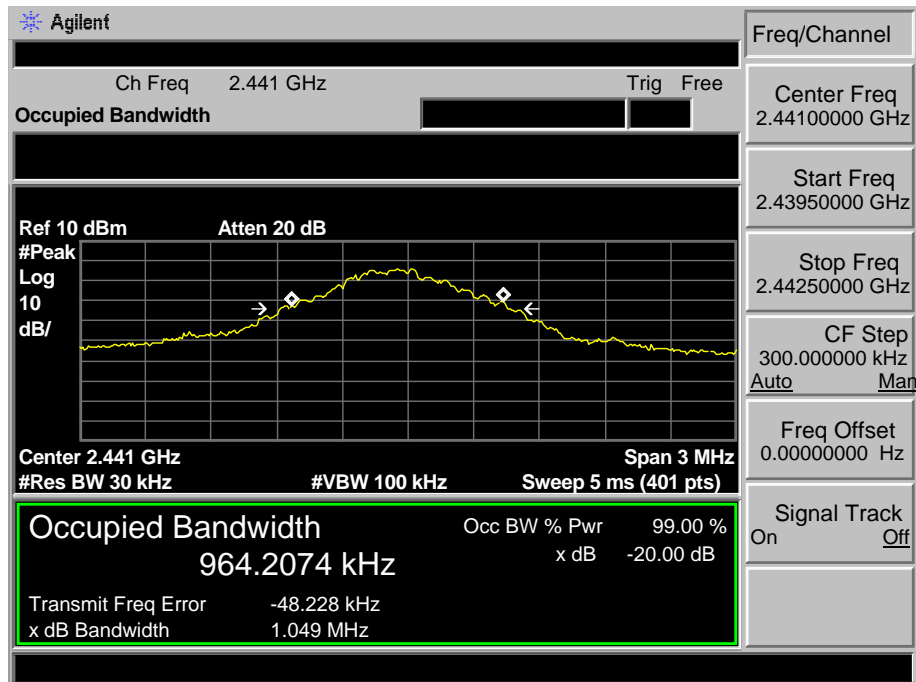 Agilent
Freq/Channel
Ch Freq 2.441 GHz Trig Free
Occupied Bandwidth
Center Freq
2.44100000 GHz
Start Freq
2.43950000 GHz
Stop Freq
2.44250000 GHz
CF Step
300.000000 kHz
Auto Man
Freq Offset
0.00000000 Hz
Signal Track
On Off
Ref 10 dBm Atten 20 dB
#Peak
Log
10
dB/
Center 2.441 GHz Span 3 MHz
#Res BW 30 kHz #VBW 100 kHz Sweep 5 ms (401 pts)
Occupied Bandwidth Occ BW % Pwr 99.00 %
964.2074 kHz x dB -20.00 dB
Transmit Freq Error -48.228 kHz
x dB Bandwidth 1.049 MHz